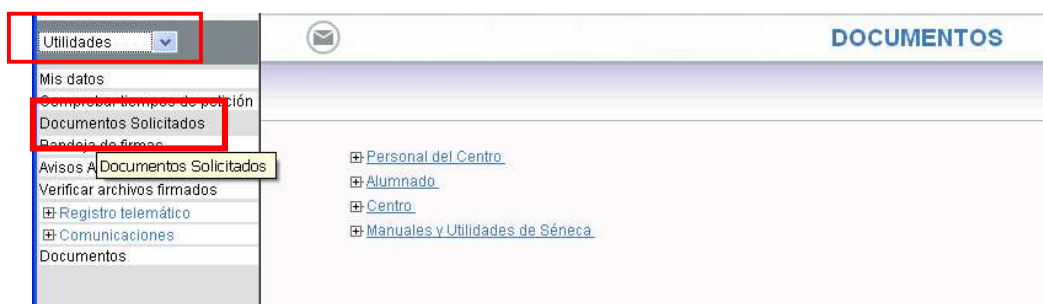 Utilidades
DOCUMENTOS
Mis datos
Comprobar tiempos de petición
Documentos Solicitados
Bandeja de firmas
Avisos A
Documentos Solicitados
Verificar archivos firmados
Registro telemático
Comunicaciones
Documentos
Personal del Centro
Alumnado
Centro
Manuales y Utilidades de Séneca